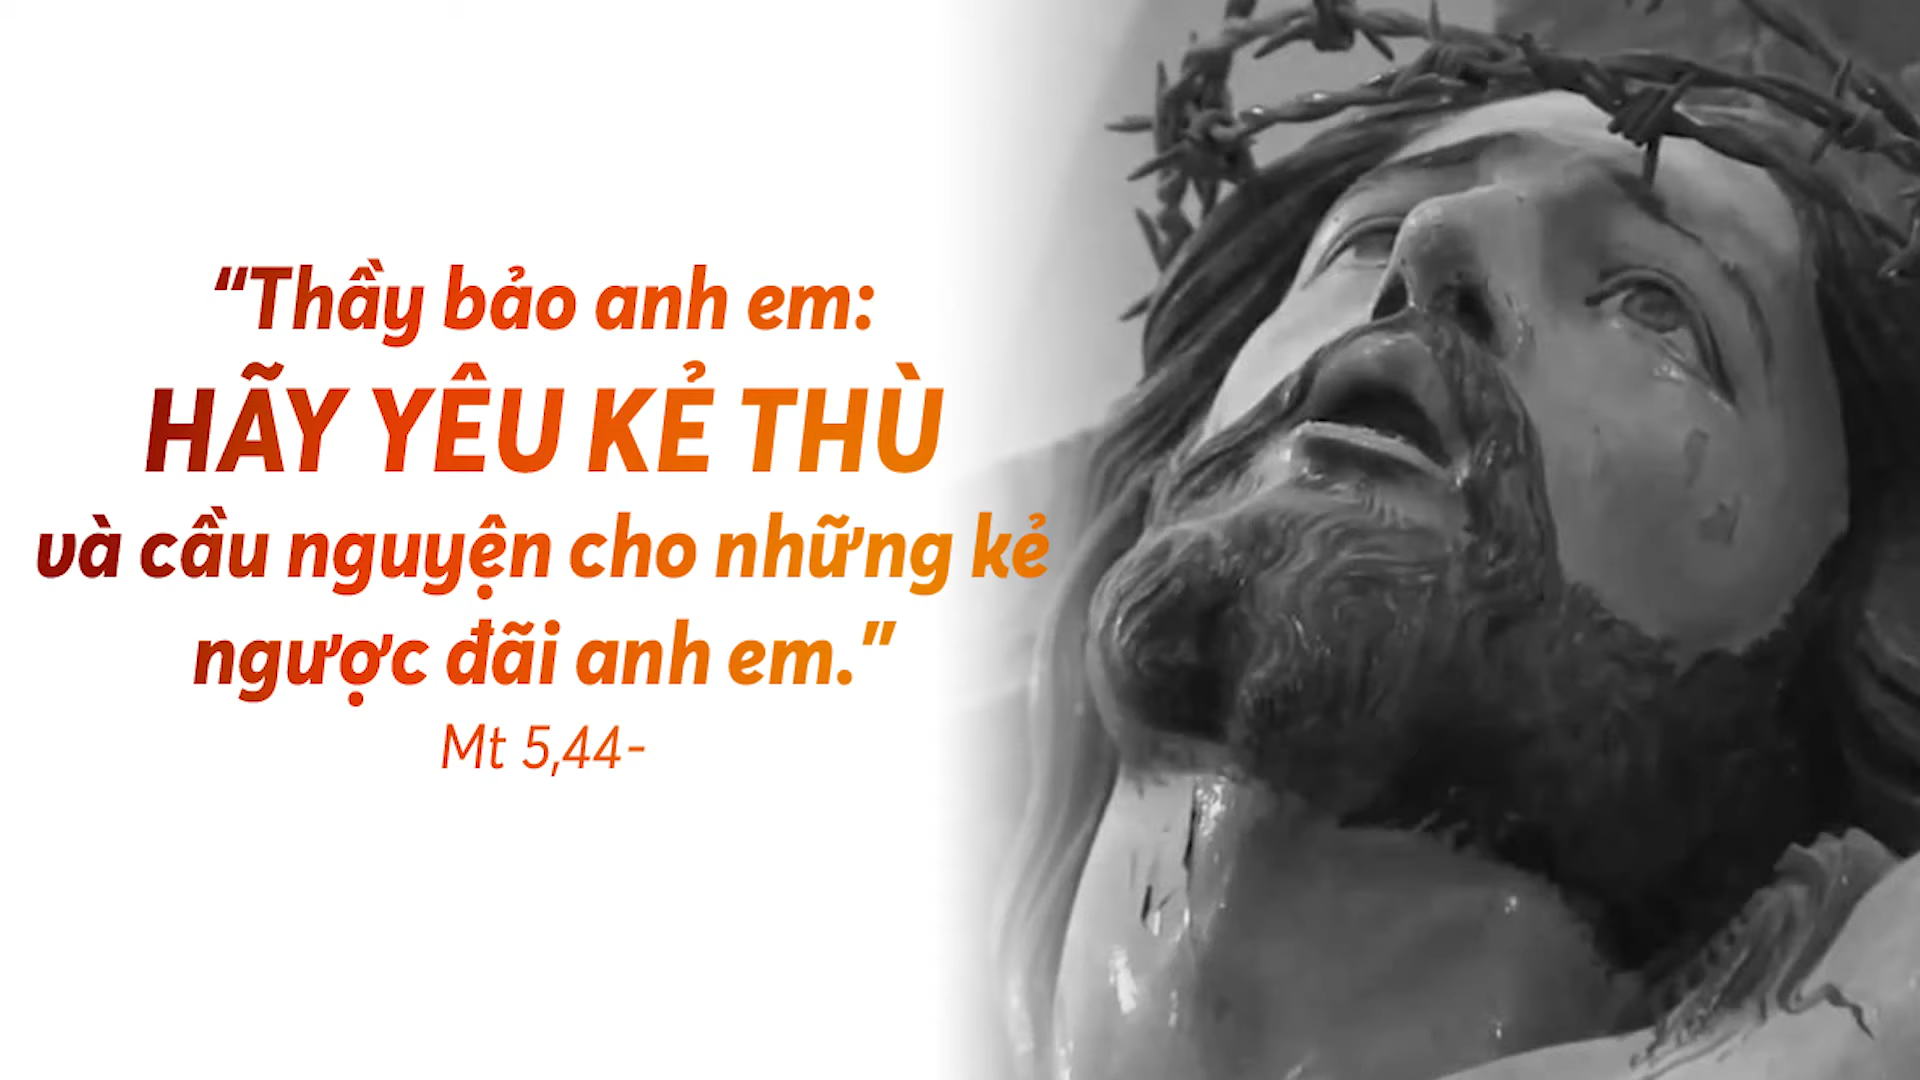 “Thầy bảo anh em:
HÃY YÊU KẺ THÙ
và cầu nguyện cho những kẻ
ngược đãi anh em.”
Mt 5,44-